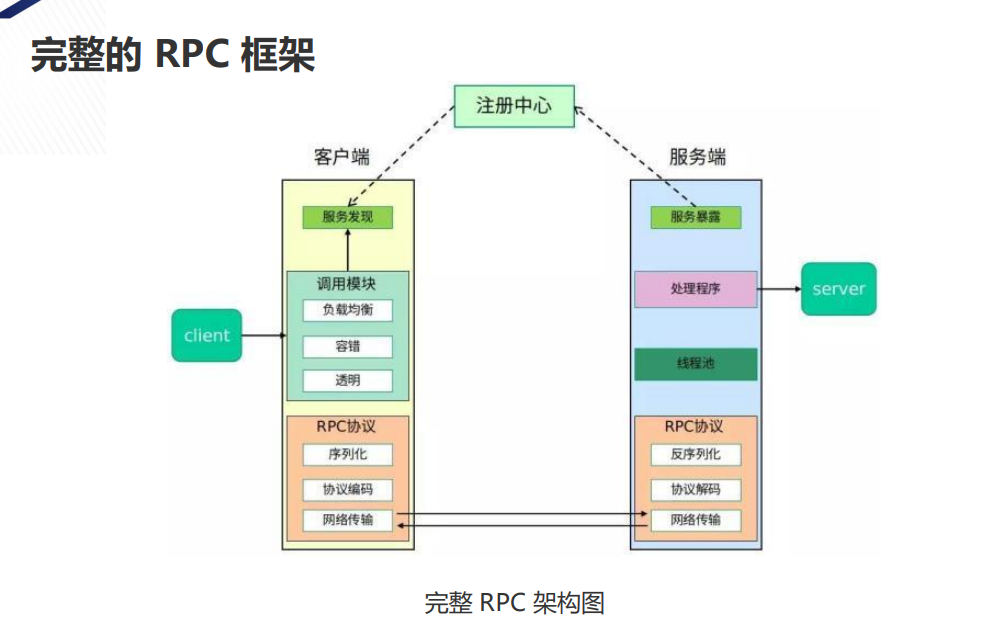 完整的 RPC 框架
注册中心
客户端
服务发现
调用模块
负载均衡
容错
透明
client
RPC协议
序列化
协议编码
网络传输
服务端
服务暴露
处理程序
server
线程池
RPC协议
反序列化
协议解码
网络传输
完整 RPC 架构图